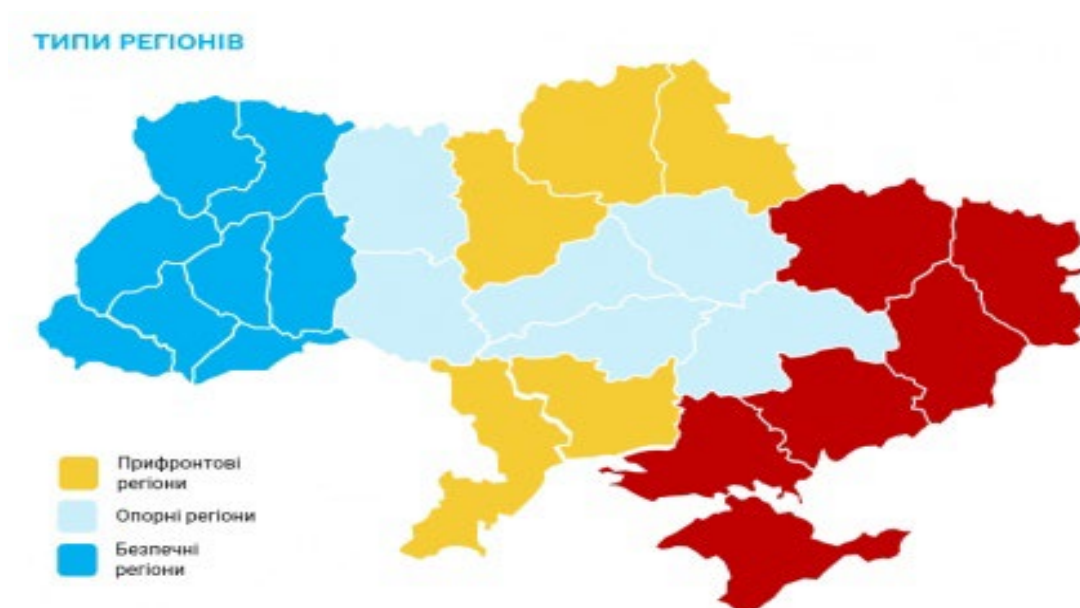 ТИПИ РЕГІОНІВ
Прифронтові
регіони
Опорні регіони
Безпечні
регіони